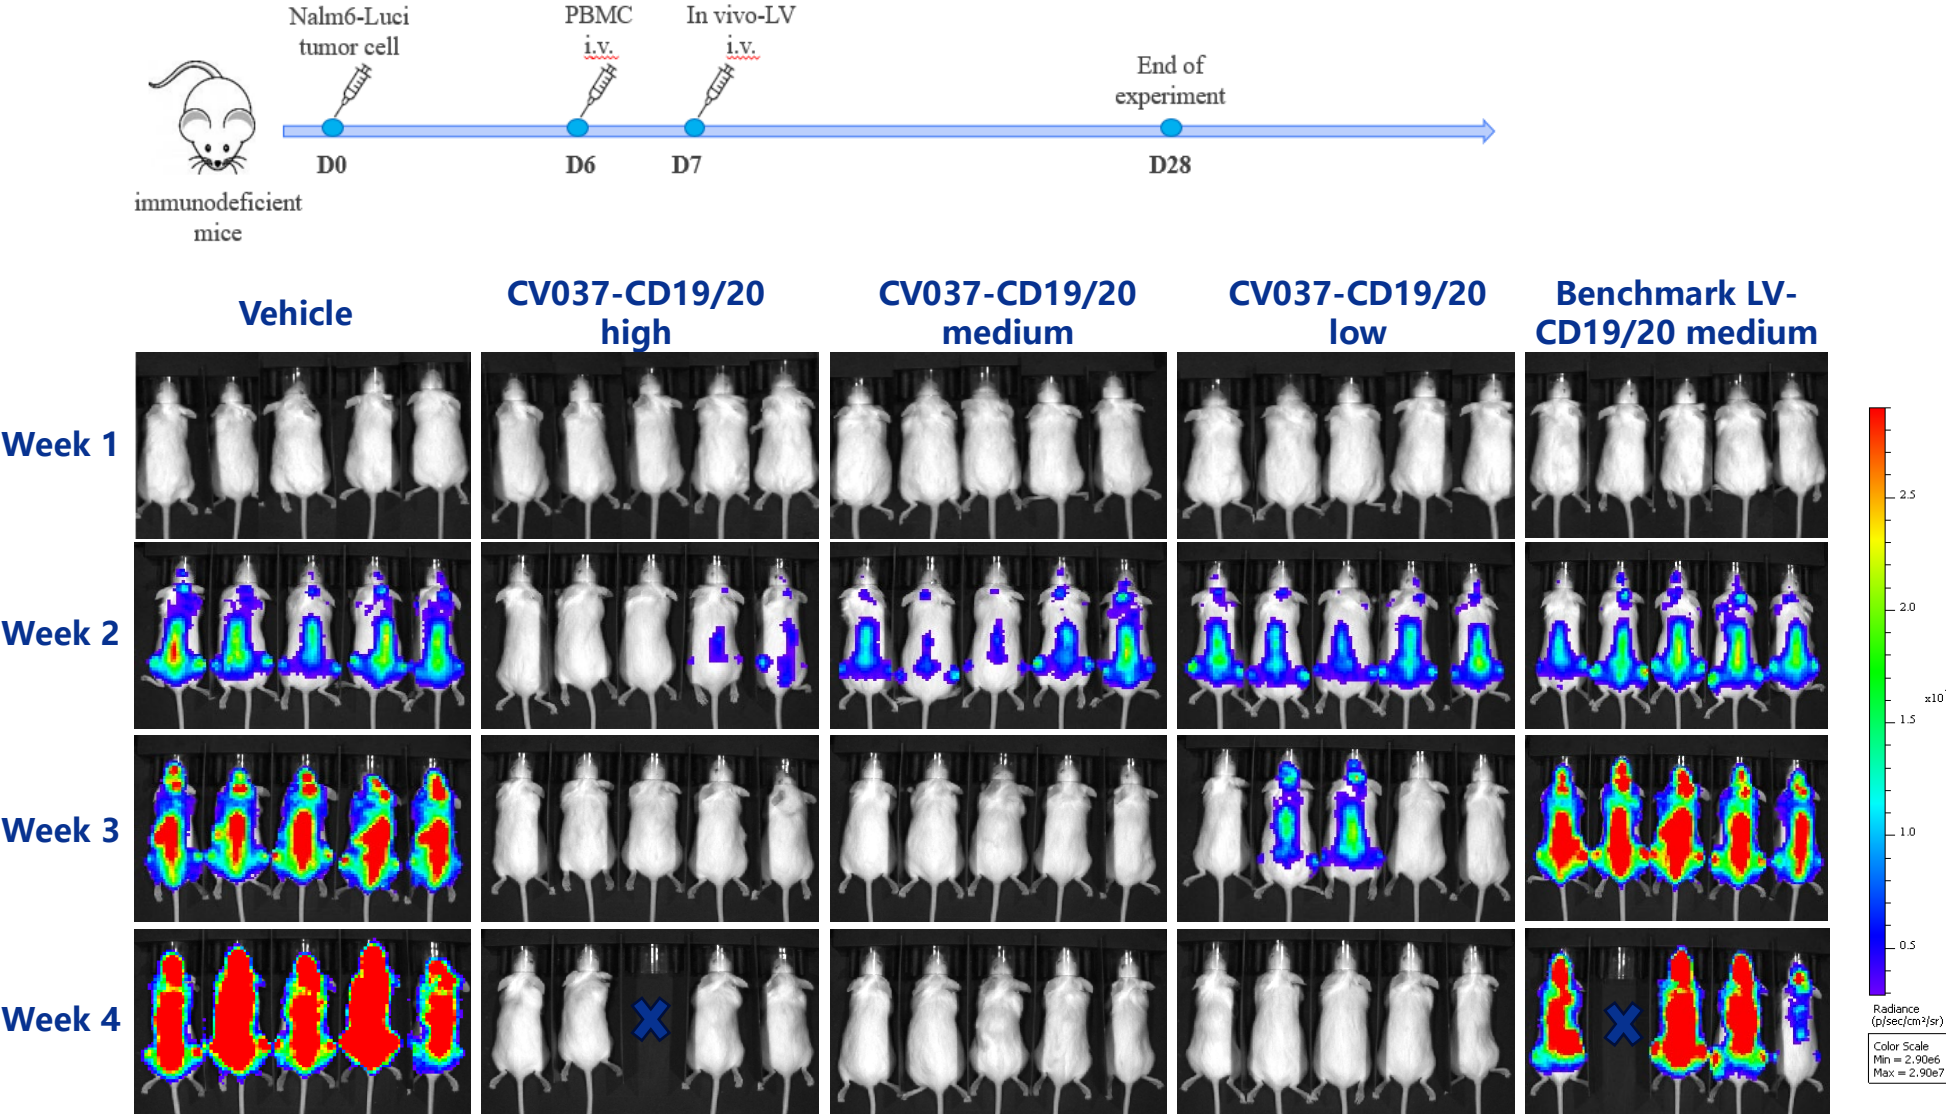 Nalm6-Luci
tumor cell
PBMC
i.v.
In vivo-LV
i.v.
End of
experiment
D0
D6
D7
D28
immunodeficient
mice
Vehicle
CV037-CD19/20
high
CV037-CD19/20
medium
CV037-CD19/20
low
Benchmark LV-
CD19/20 medium
Week 1
Week 2
Week 3
Week 4
2.5
2.0
1.5
x10
1.0
0.5
Radiance
(p/sec/cm²/sr)
Color Scale
Min = 2.90e6
Max = 2.90e7